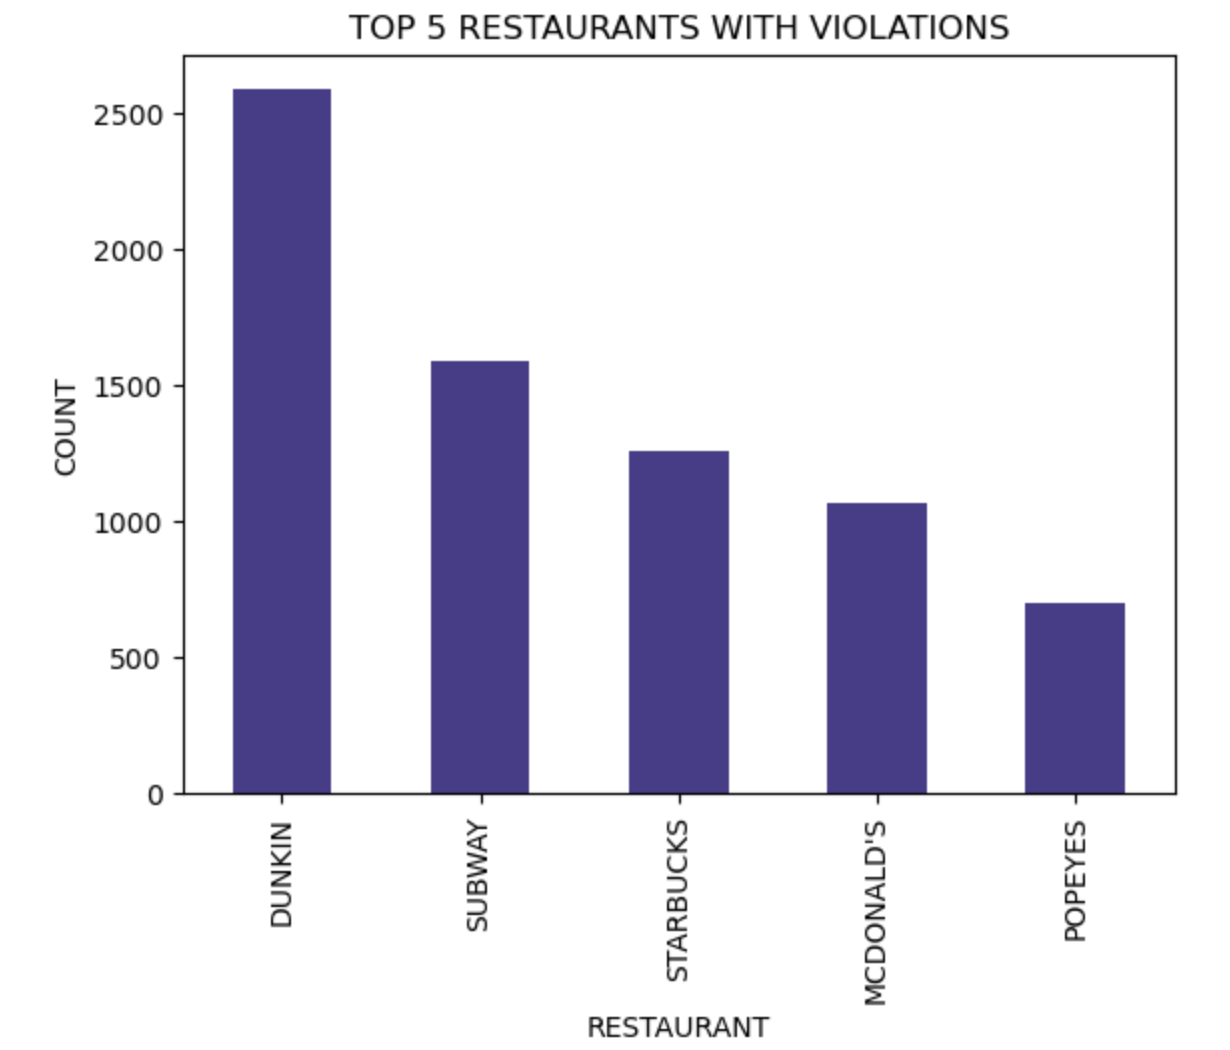 TOP 5 RESTAURANTS WITH VIOLATIONS
COUNT
2500
2000
1500
1000
500
0
DUNKIN
SUBWAY
STARBUCKS
MCDONALD'S
POPEYES
RESTAURANT